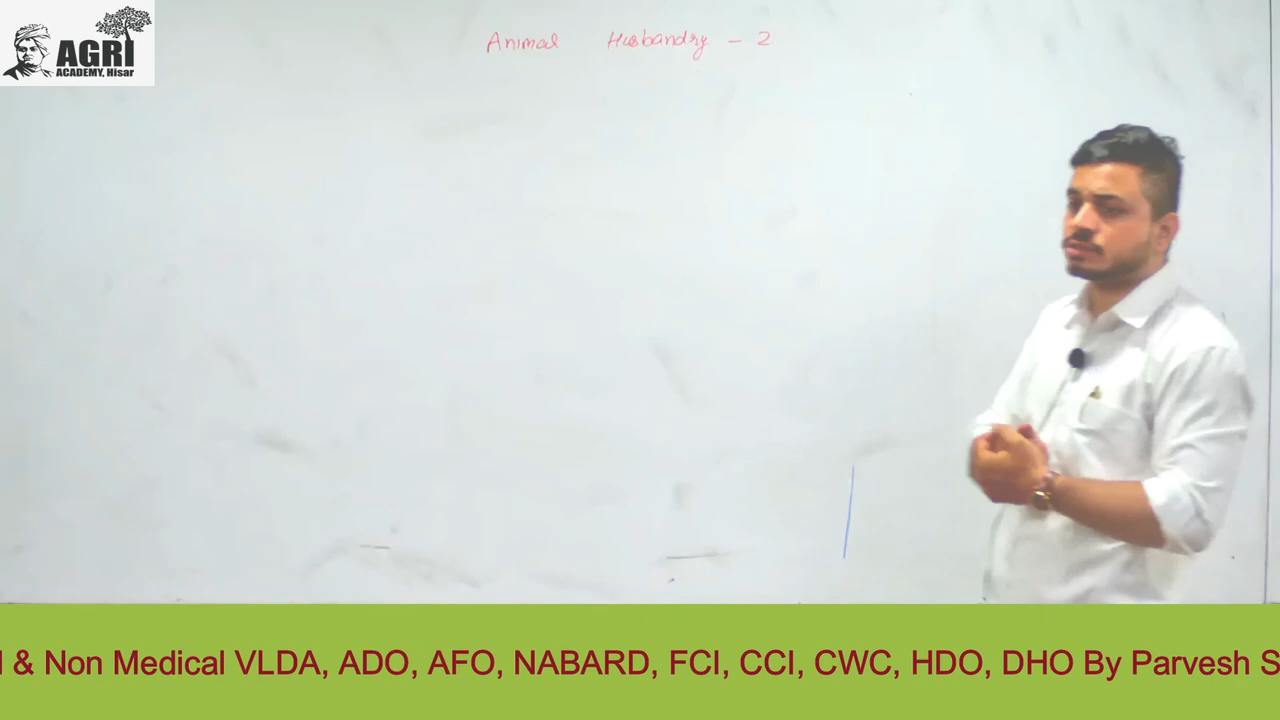 AGRI
ACADEMY, Hisar
Animal Husbandry - 2
& Non Medical VLDA, ADO, AFO, NABARD, FCI, CCI, CWC, HDO, DHO By Parvesh